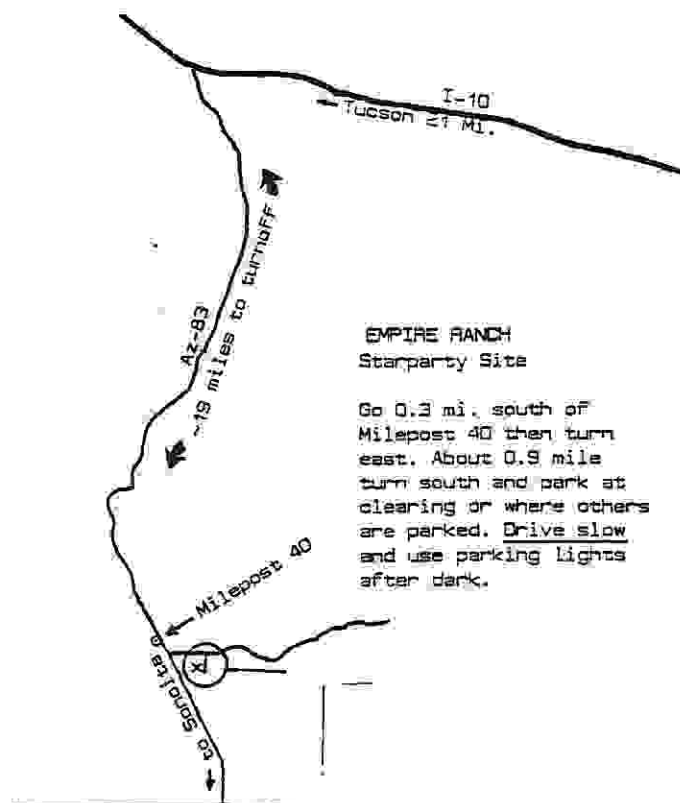 I-10
← Tucson 21 Mi.
Az-83
~19 miles to turnoff
EMPIRE RANCH
Starparty Site
Go 0.3 mi. south of
Milepost 40 then turn
east. About 0.9 mile
turn south and park at
clearing or where others
are parked. Drive slow
and use parking lights
after dark.
← Milepost 40
X
to Sonoita